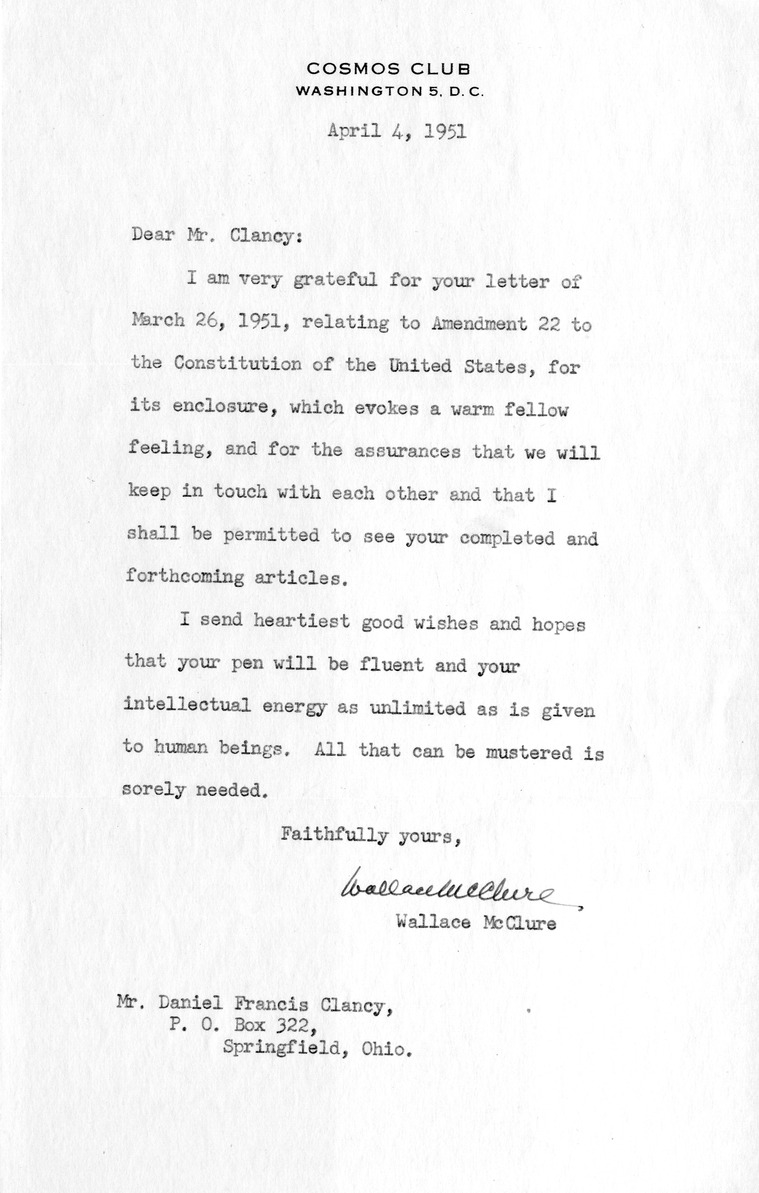 COSMOS CLUB
WASHINGTON 5, D. C.
April 4, 1951
Dear Mr. Clancy:
I am very grateful for your letter of
March 26, 1951, relating to Amendment 22 to
the Constitution of the United States, for
its enclosure, which evokes a warm fellow
feeling, and for the assurances that we will
keep in touch with each other and that I
shall be permitted to see your completed and
forthcoming articles.
I send heartiest good wishes and hopes
that your pen will be fluent and your
intellectual energy as unlimited as is given
to human beings.  All that can be mustered is
sorely needed.
Faithfully yours,
Wallace McClure,
Wallace McClure
Mr. Daniel Francis Clancy,
P. O. Box 322,
Springfield, Ohio.